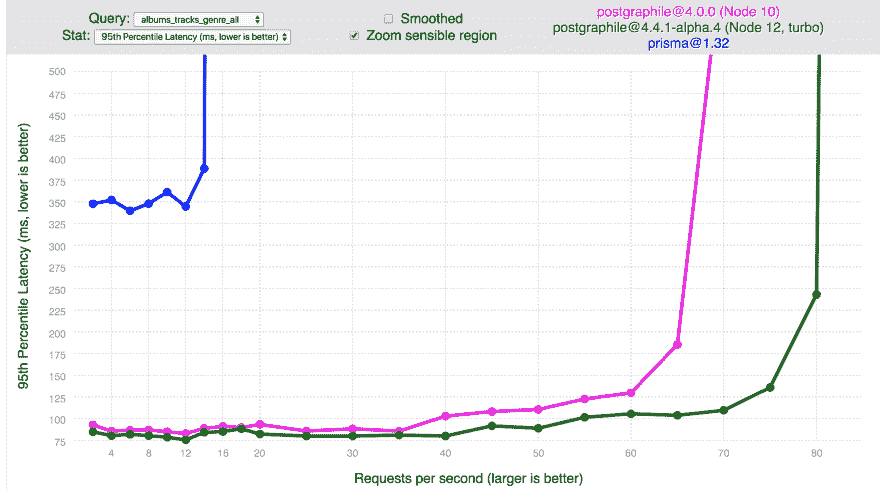 Query: albums_tracks_genre_all
Smoothed
postgraphile@4.0.0 (Node 10)
Stat: 95th Percentile Latency (ms, lower is better)
Zoom sensible region
postgraphile@4.4.1-alpha.4 (Node 12, turbo)
prisma@1.32
500
475
450
425
400
375
350
325
300
275
250
225
200
175
150
125
100
75
95th Percentile Latency (ms, lower is better)
4 8 12 16 20 30 40 50 60 70 80
Requests per second (larger is better)